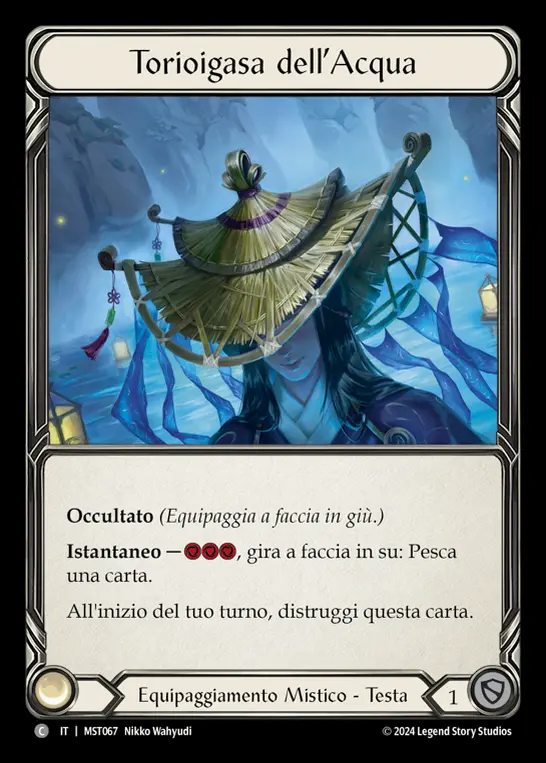 Torioigasa dell'Acqua
Occultato (Equipaggia a faccia in giù.)
Istantaneo — , gira a faccia in su: Pesca
una carta.
All'inizio del tuo turno, distruggi questa carta.
Equipaggiamento Mistico - Testa
1
C IT | MST067 Nikko Wahyudi
© 2024 Legend Story Studios